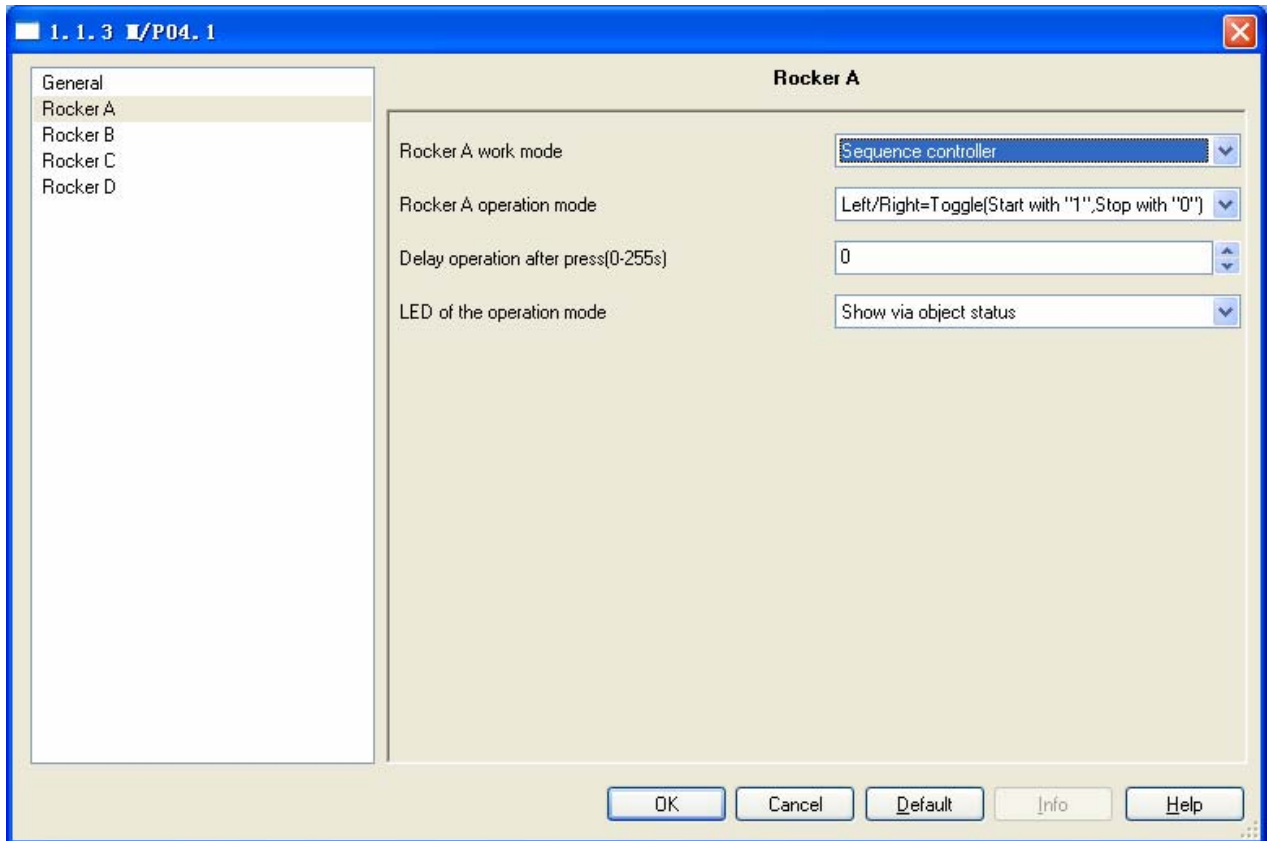 1.1.3 M/P04.1
General
Rocker A
Rocker B
Rocker C
Rocker D
Rocker A
Rocker A work mode
Sequence controller
Rocker A operation mode
Left/Right=Toggle(Start with "1",Stop with "0")
Delay operation after press(0-255s)
0
LED of the operation mode
Show via object status
OK
Cancel
Default
Info
Help